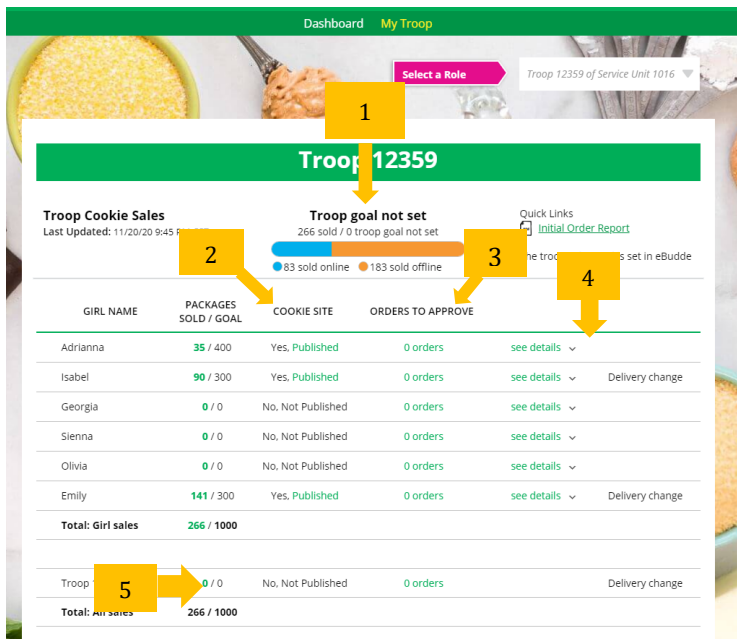 Dashboard My Troop
Select a Role
Troop 12359 of Service Unit 1016
1
Troop 12359
Troop Cookie Sales
Last Updated: 11/20/20 9:45
Troop goal not set
266 sold / 0 troop goal not set
83 sold online 183 sold offline
Quick Links
Initial Order Report
set in eBudde
2
3
4
GIRL NAME PACKAGES SOLD / GOAL COOKIE SITE ORDERS TO APPROVE
Adrianna 35 / 400 Yes, Published 0 orders see details
Isabel 90 / 300 Yes, Published 0 orders see details Delivery change
Georgia 0 / 0 No, Not Published 0 orders see details
Sienna 0 / 0 No, Not Published 0 orders see details
Olivia 0 / 0 No, Not Published 0 orders see details
Emily 141 / 300 Yes, Published 0 orders see details Delivery change
Total: Girl sales 266 / 1000
Troop 5 0 / 0 No, Not Published 0 orders Delivery change
Total: All sales 266 / 1000